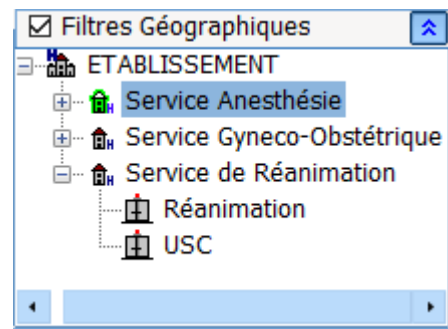 Filtres Géographiques
ETABLISSEMENT
Service Anesthésie
Service Gyneco-Obstétrique
Service de Réanimation
Réanimation
USC